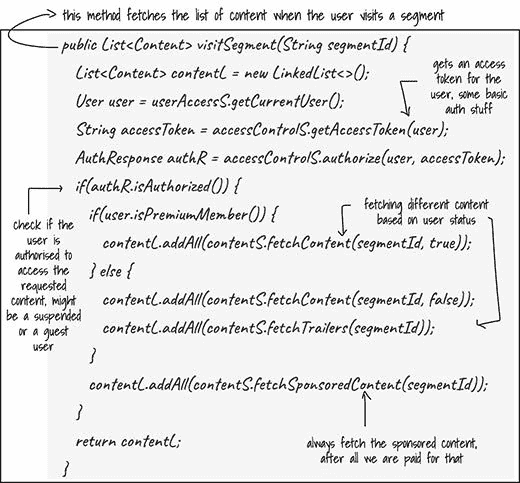 this method fetches the list of content when the user visits a segment
public List<Content> visitSegment(String segmentId) {
List<Content> contentL = new LinkedList<>();
User user = userAccessS.getCurrentUser();
String accessToken = accessControlS.getAccessToken(user);
AuthResponse authR = accessControlS.authorize(user, accessToken);
if(authR.isAuthorized()) {
if(user.isPremiumMember()) {
contentL.addAll(contentS.fetchContent(segmentId, true));
} else {
contentL.addAll(contentS.fetchContent(segmentId, false));
contentL.addAll(contentS.fetchTrailers(segmentId));
}
contentL.addAll(contentS.fetchSponsoredContent(segmentId));
}
return contentL;
}
gets an access
token for the
user, some basic
auth stuff
check if the
user is
authorised to
access the
requested
content, might
be a suspended
or a guest
user
fetching different content
based on user status
always fetch the sponsored content,
after all we are paid for that